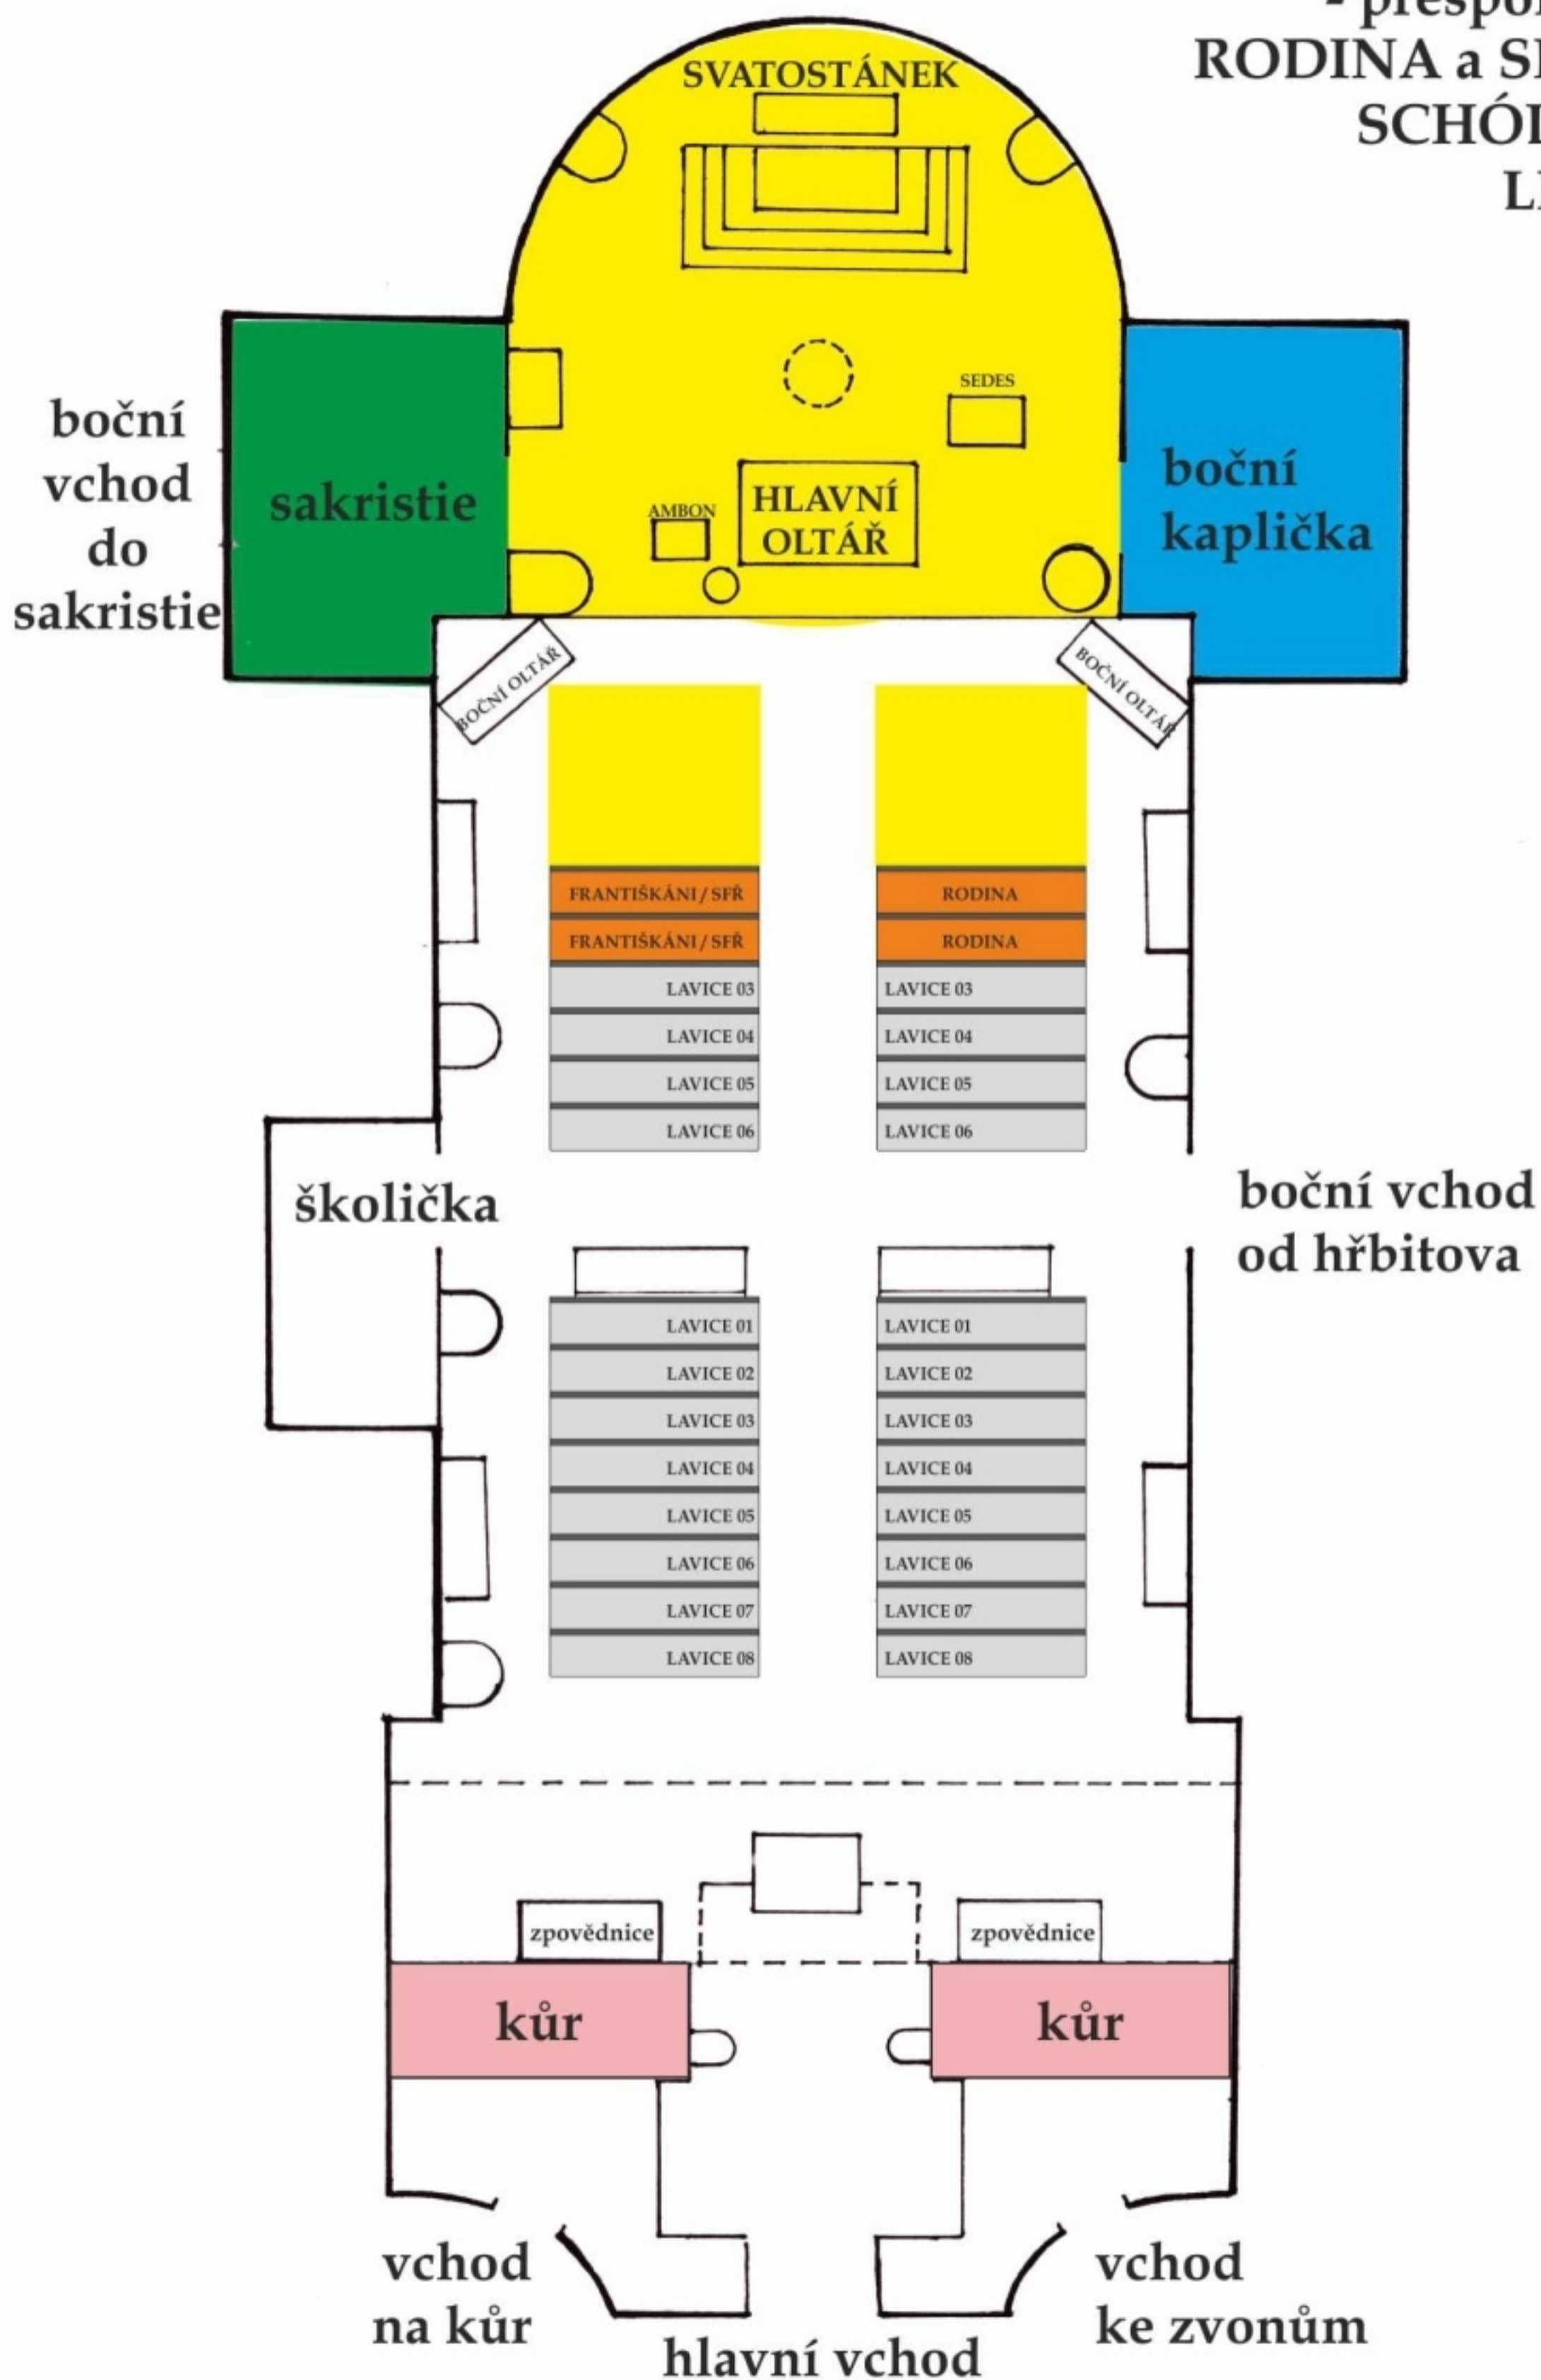 RODINA a
SVATOSTÁNEK
SEDES
boční
vchod
do
sakristie
sakristie
AMBON
HLAVNÍ
OLTÁŘ
boční
kaplička
BOČNÍ OLTÁŘ
BOČNÍ OLTÁŘ
FRANTIŠKÁNI / SFŘ
RODINA
FRANTIŠKÁNI / SFŘ
RODINA
LAVICE 03
LAVICE 03
LAVICE 04
LAVICE 04
LAVICE 05
LAVICE 05
LAVICE 06
LAVICE 06
školička
boční vchod
od hřbitova
LAVICE 01
LAVICE 01
LAVICE 02
LAVICE 02
LAVICE 03
LAVICE 03
LAVICE 04
LAVICE 04
LAVICE 05
LAVICE 05
LAVICE 06
LAVICE 06
LAVICE 07
LAVICE 07
LAVICE 08
LAVICE 08
zpovědnice
zpovědnice
kůr
kůr
vchod
na kůr
vchod
ke zvonům
hlavní vchod